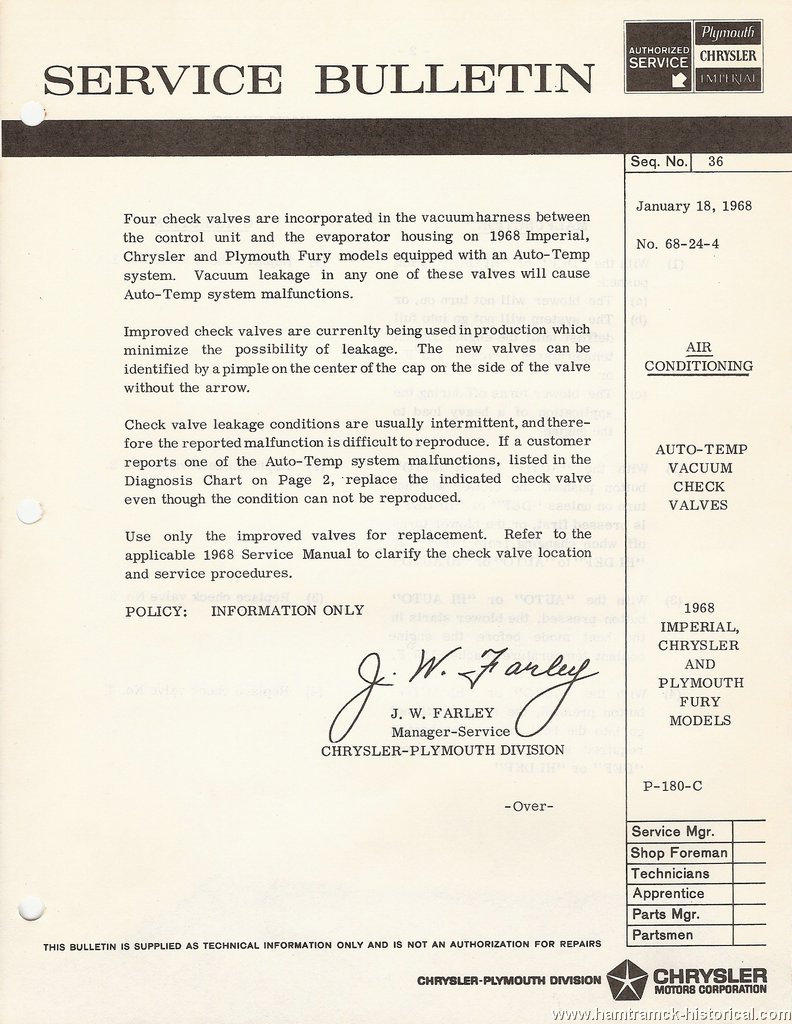 SERVICE BULLETIN
AUTHORIZED
SERVICE
Plymouth
CHRYSLER
IMPERIAL
Seq. No. 36
January 18, 1968
No. 68-24-4
AIR
CONDITIONING
AUTO-TEMP
VACUUM
CHECK
VALVES
1968
IMPERIAL,
CHRYSLER
AND
PLYMOUTH
FURY
MODELS
P-180-C
Four check valves are incorporated in the vacuum harness between
the control unit and the evaporator housing on 1968 Imperial,
Chrysler and Plymouth Fury models equipped with an Auto-Temp
system. Vacuum leakage in any one of these valves will cause
Auto-Temp system malfunctions.
Improved check valves are currenlty being used in production which
minimize the possibility of leakage. The new valves can be
identified by a pimple on the center of the cap on the side of the valve
without the arrow.
Check valve leakage conditions are usually intermittent, and there-
fore the reported malfunction is difficult to reproduce. If a customer
reports one of the Auto-Temp system malfunctions, listed in the
Diagnosis Chart on Page 2, replace the indicated check valve
even though the condition can not be reproduced.
Use only the improved valves for replacement. Refer to the
applicable 1968 Service Manual to clarify the check valve location
and service procedures.
POLICY: INFORMATION ONLY
J. W. Farley
J. W. FARLEY
Manager-Service
CHRYSLER-PLYMOUTH DIVISION
-Over-
Service Mgr.
Shop Foreman
Technicians
Apprentice
Parts Mgr.
Partsmen
THIS BULLETIN IS SUPPLIED AS TECHNICAL INFORMATION ONLY AND IS NOT AN AUTHORIZATION FOR REPAIRS
CHRYSLER-PLYMOUTH DIVISION
CHRYSLER
MOTORS CORPORATION
www.hamtramck-historical.com